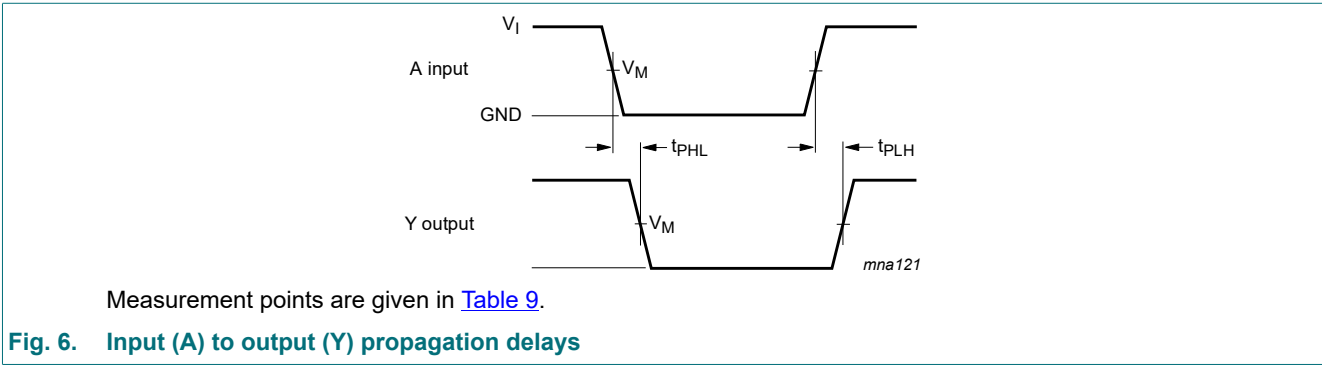 VI
A input
VM
GND
tPHL
tPLH
Y output
VM
mna121
Measurement points are given in Table 9.
Fig. 6. Input (A) to output (Y) propagation delays